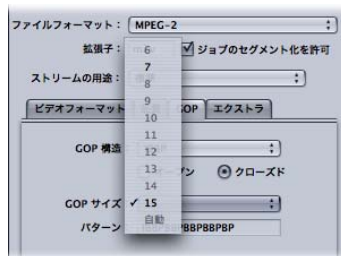 ファイルフォーマット： MPEG-2
拡張子： ジョブのセグメント化を許可
ストリームの用途：
ビデオフォーマット GOP エクストラ
6
7
8
9
10
11
12
13
14
✓ 15
自動
GOP 構造：
クローズド
GOP サイズ
パターン BBPBBPBP